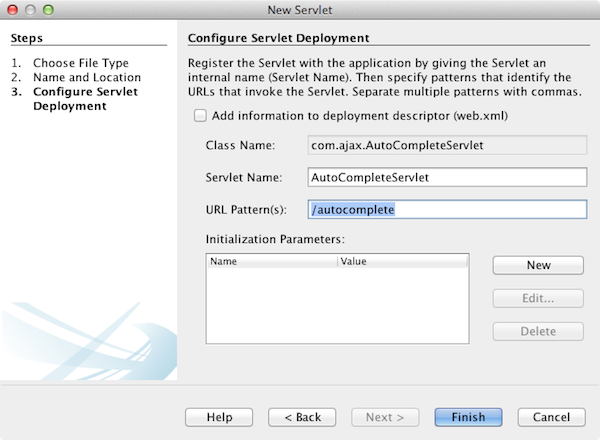 New Servlet
Steps
1. Choose File Type
2. Name and Location
3. Configure Servlet
Deployment
Configure Servlet Deployment
Register the Servlet with the application by giving the Servlet an
internal name (Servlet Name). Then specify patterns that identify the
URLs that invoke the Servlet. Separate multiple patterns with commas.
Add information to deployment descriptor (web.xml)
Class Name: com.ajax.AutoCompleteServlet
Servlet Name: AutoCompleteServlet
URL Pattern(s): /autocomplete
Initialization Parameters:
Name Value
New
Edit...
Delete
Help < Back Next > Finish Cancel